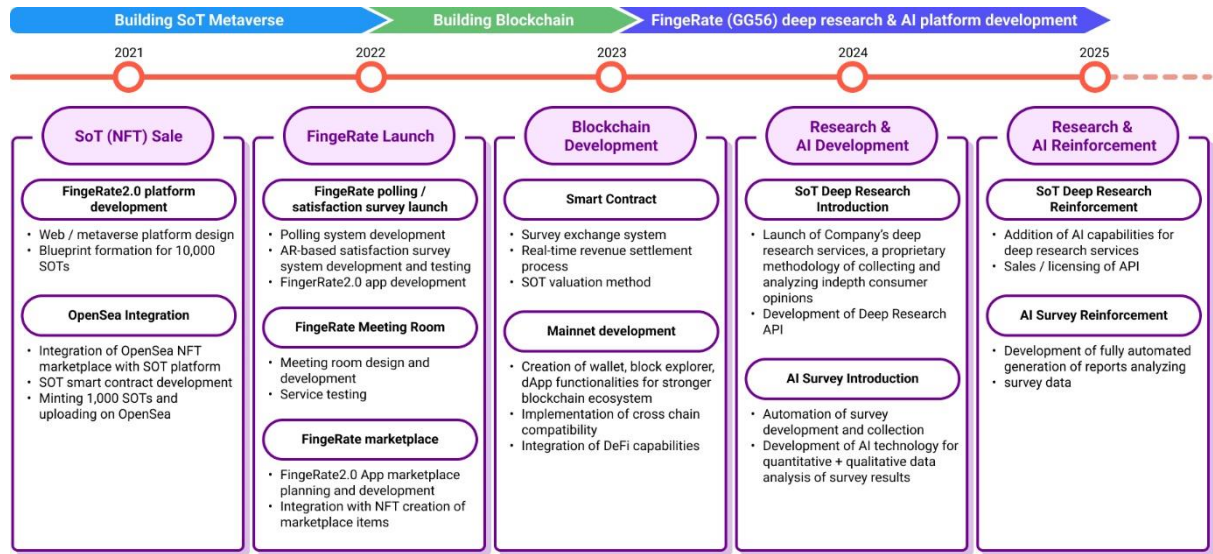 Building SoT Metaverse
Building Blockchain
FingeRate (GG56) deep research & AI platform development
2021
2022
2023
2024
2025
SoT (NFT) Sale
FingeRate2.0 platform
development
• Web / metaverse platform design
• Blueprint formation for 10,000
SOTs
OpenSea Integration
• Integration of OpenSea NFT
marketplace with SOT platform
• SOT smart contract development
• Minting 1,000 SOTs and
uploading on OpenSea
FingeRate Launch
FingeRate polling /
satisfaction survey launch
• Polling system development
• AR-based satisfaction survey
system development and testing
• FingerRate2.0 app development
FingeRate Meeting Room
• Meeting room design and
development
• Service testing
FingeRate marketplace
• FingeRate2.0 App marketplace
planning and development
• Integration with NFT creation of
marketplace items
Blockchain
Development
Smart Contract
• Survey exchange system
• Real-time revenue settlement
process
• SOT valuation method
Mainnet development
• Creation of wallet, block explorer,
dApp functionalities for stronger
blockchain ecosystem
• Implementation of cross chain
compatibility
• Integration of DeFi capabilities
Research &
AI Development
SoT Deep Research
Introduction
• Launch of Company's deep
research services, a proprietary
methodology of collecting and
analyzing indepth consumer
opinions
• Development of Deep Research
API
AI Survey Introduction
• Automation of survey
development and collection
• Development of AI technology for
quantitative + qualitative data
analysis of survey results
Research &
AI Reinforcement
SoT Deep Research
Reinforcement
• Addition of AI capabilities for
deep research services
• Sales / licensing of API
AI Survey Reinforcement
• Development of fully automated
generation of reports analyzing
• survey data